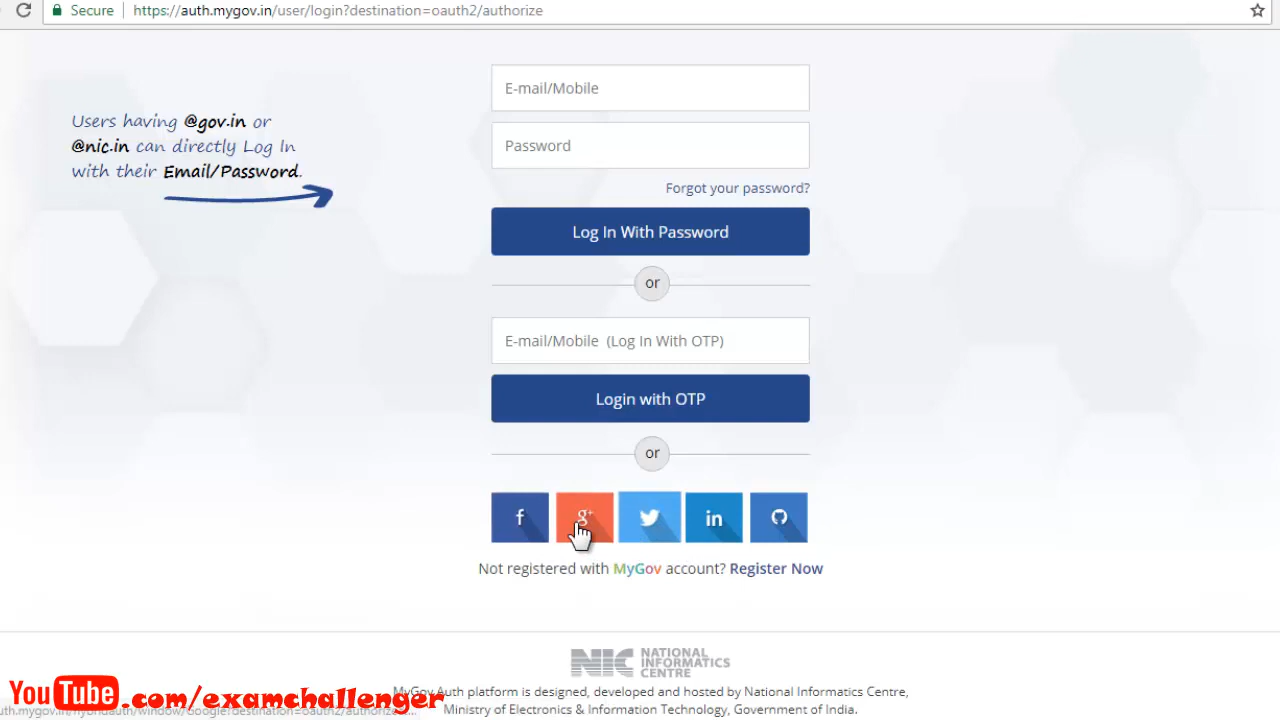 Secure https://auth.mygov.in/user/login?destination=oauth2/authorize
E-mail/Mobile
Users having @gov.in or
@nic.in can directly Log In
with their Email/Password.
Password
Forgot your password?
Log In With Password
or
E-mail/Mobile (Log In With OTP)
Login with OTP
or
f g+ in
Not registered with MyGov account? Register Now
NIC NATIONAL
INFORMATICS
CENTRE
YouTube.com/examchallenger
MyGov Auth platform is designed, developed and hosted by National Informatics Centre,
Ministry of Electronics & Information Technology, Government of India.